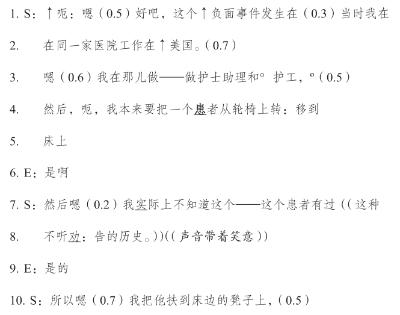 1. S：↑呃：嗯（0.5）好吧，这个↑负面事件发生在（0.3）当时我在
2. 在同一家医院工作在↑美国。（0.7）
3. 嗯（0.6）我在那儿做——做护士助理和° 护工，°（0.5）
4. 然后，呃，我本来要把一个患者从轮椅上转：移到
5. 床上
6. E：是啊
7. S：然后嗯（0.2）我实际上不知道这个——这个患者有过（（这种
8. 不听劝：告的历史。））（（声音带着笑意））
9. E：是的
10. S：所以嗯（0.7）我把他扶到床边的凳子上，（0.5）